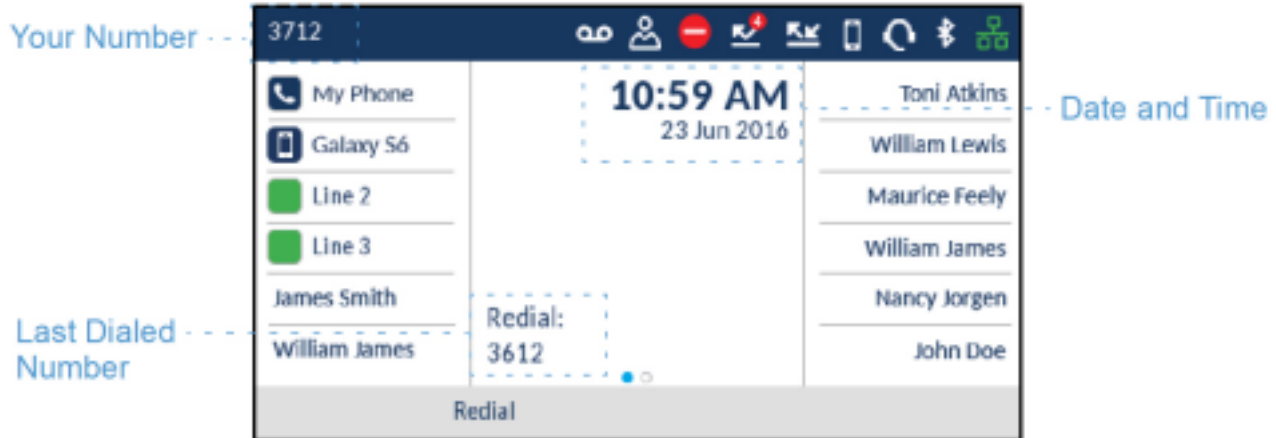 Your Number
3712
4
My Phone
Galaxy S6
Line 2
Line 3
James Smith
William James
10:59 AM
23 Jun 2016
Redial:
3612
Toni Atkins
William Lewis
Maurice Feely
William James
Nancy Jorgen
John Doe
Redial
Date and Time
Last Dialed
Number